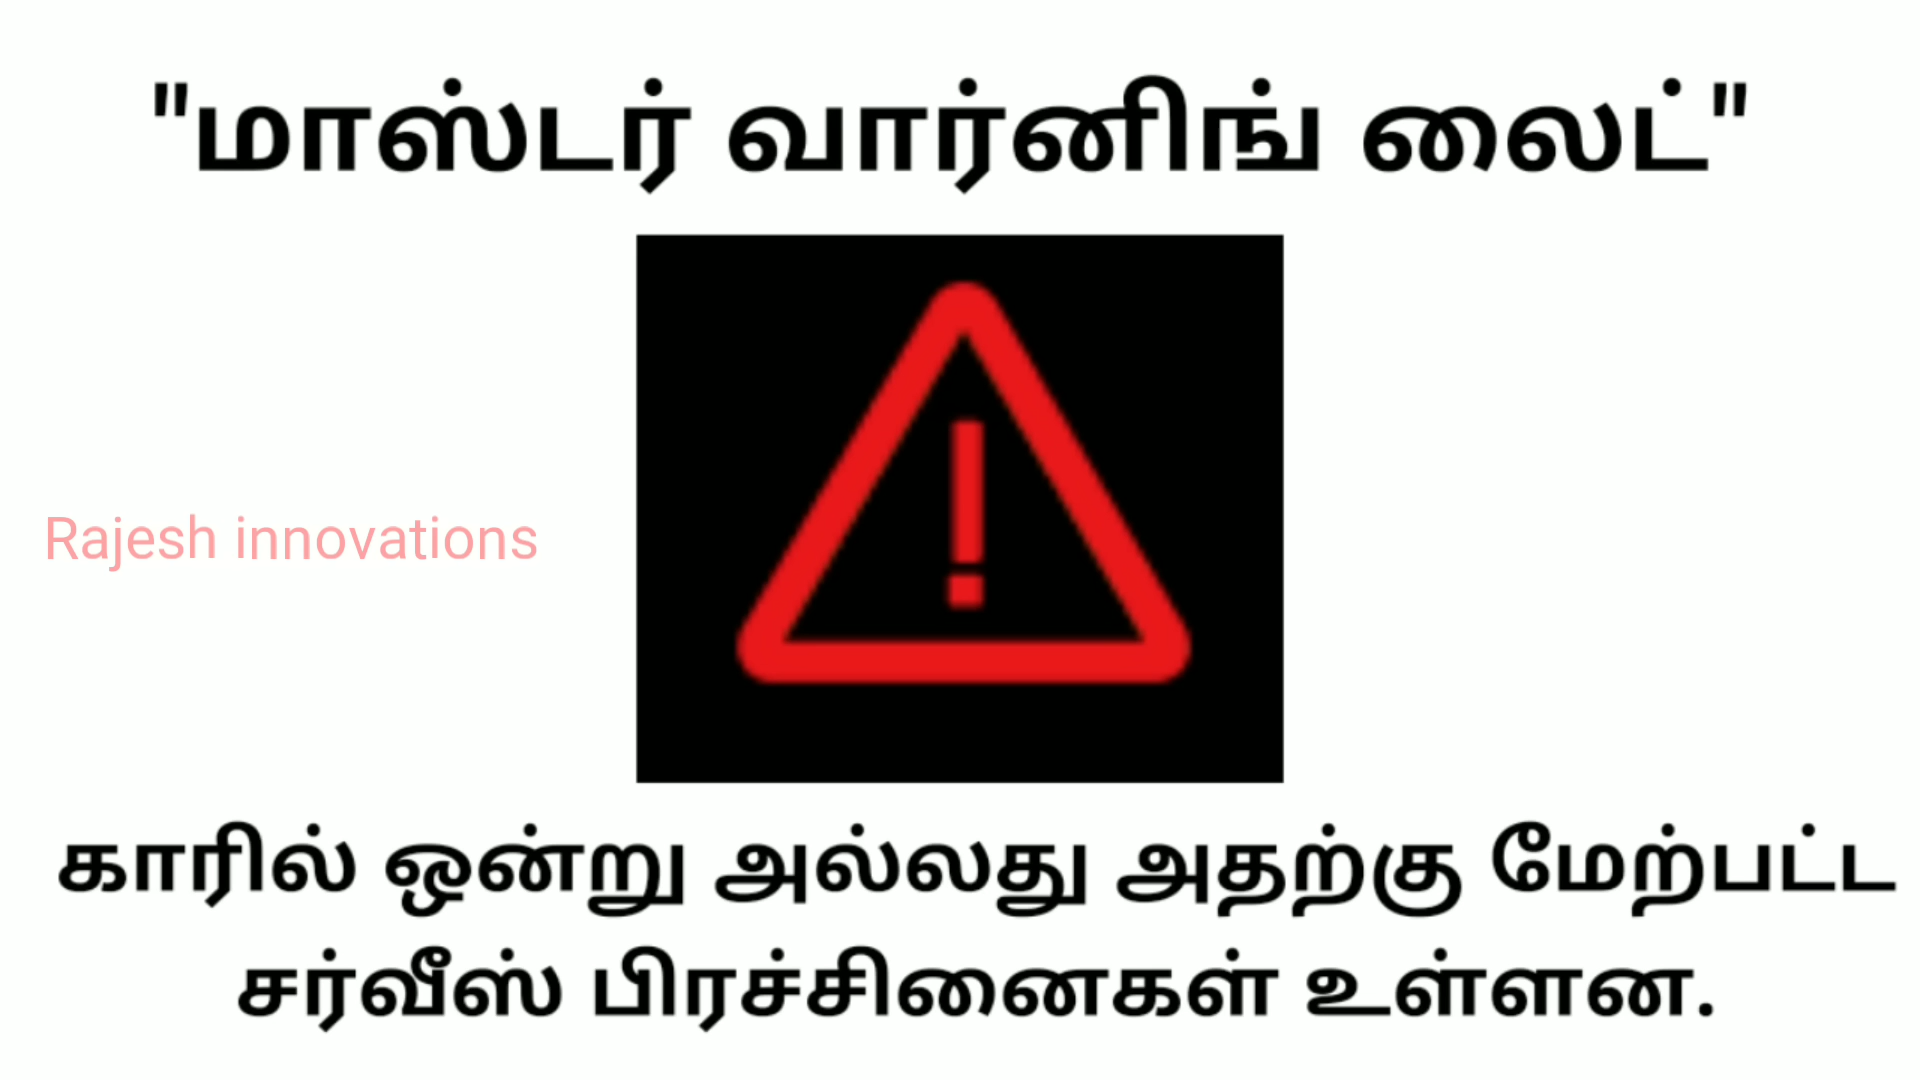 "மாஸ்டர் வார்னிங் லைட்"
Rajesh innovations
காரில் ஒன்று அல்லது அதற்கு மேற்பட்ட
சர்வீஸ் பிரச்சினைகள் உள்ளன.